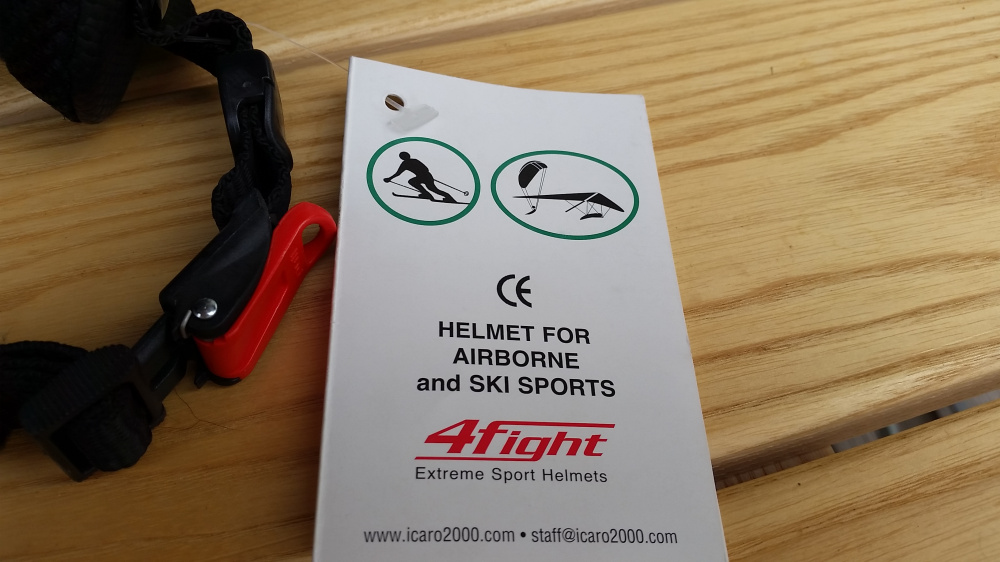 CE
HELMET FOR
AIRBORNE
and SKI SPORTS
4fight
Extreme Sport Helmets
www.icaro2000.com • staff@icaro2000.com